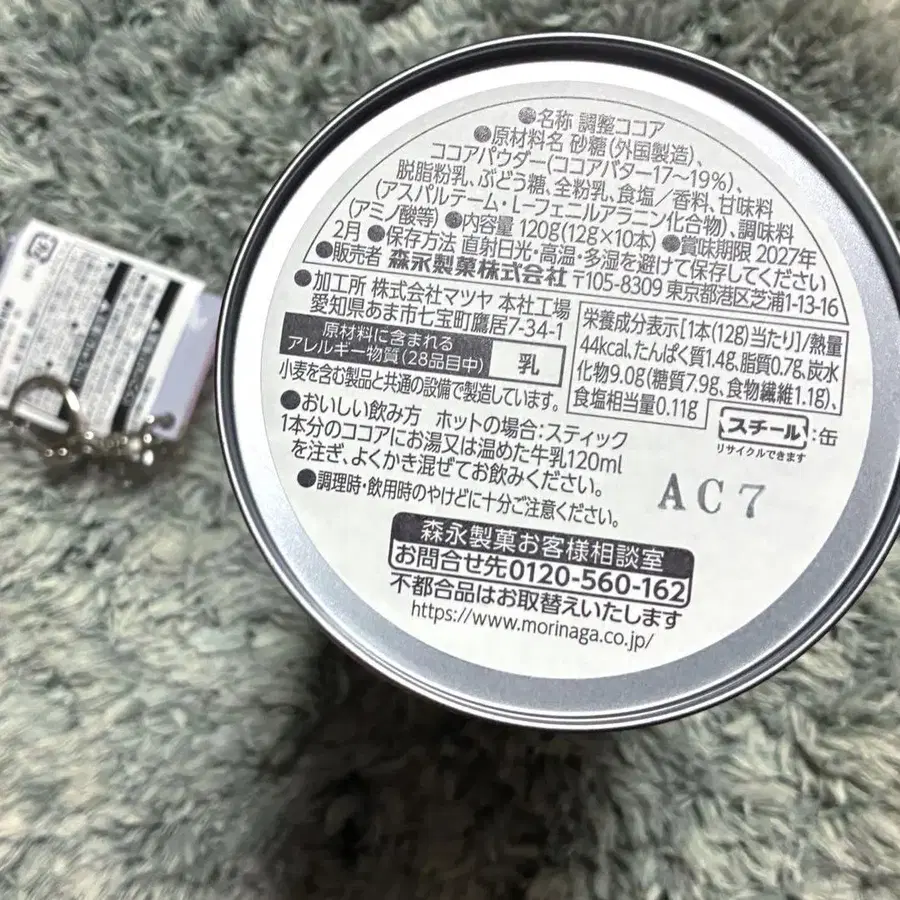 ●名称 調整ココア
●原材料名 砂糖(外国製造)、
ココアパウダー(ココアバター17〜19%)、
脱脂粉乳、ぶどう糖、全粉乳、食塩／香料、甘味料
(アスパルテーム・L-フェニルアラニン化合物)、調味料
(アミノ酸等) ●内容量 120g(12g×10本) ●賞味期限 2027年
2月 ●保存方法 直射日光・高温・多湿を避けて保存してください
●販売者 森永製菓株式会社 〒105-8309 東京都港区芝浦1-13-16
●加工所 株式会社マツヤ 本社工場
愛知県あま市七宝町鷹居7-34-1
原材料に含まれる
アレルギー物質(28品目中) 乳
小麦を含む製品と共通の設備で製造しています。
栄養成分表示[1本(12g)当たり]/熱量
44kcal、たんぱく質1.4g、脂質0.7g、炭水
化物9.0g(糖質7.9g、食物繊維1.1g)、
食塩相当量0.11g
スチール:缶
リサイクルできます
●おいしい飲み方 ホットの場合:スティック
1本分のココアにお湯又は温めた牛乳120ml
を注ぎ、よくかき混ぜてお飲みください。
●調理時・飲用時のやけどに十分ご注意ください。
AC7
森永製菓お客様相談室
お問合せ先0120-560-162
不都合品はお取替えいたします
https://www.morinaga.co.jp/